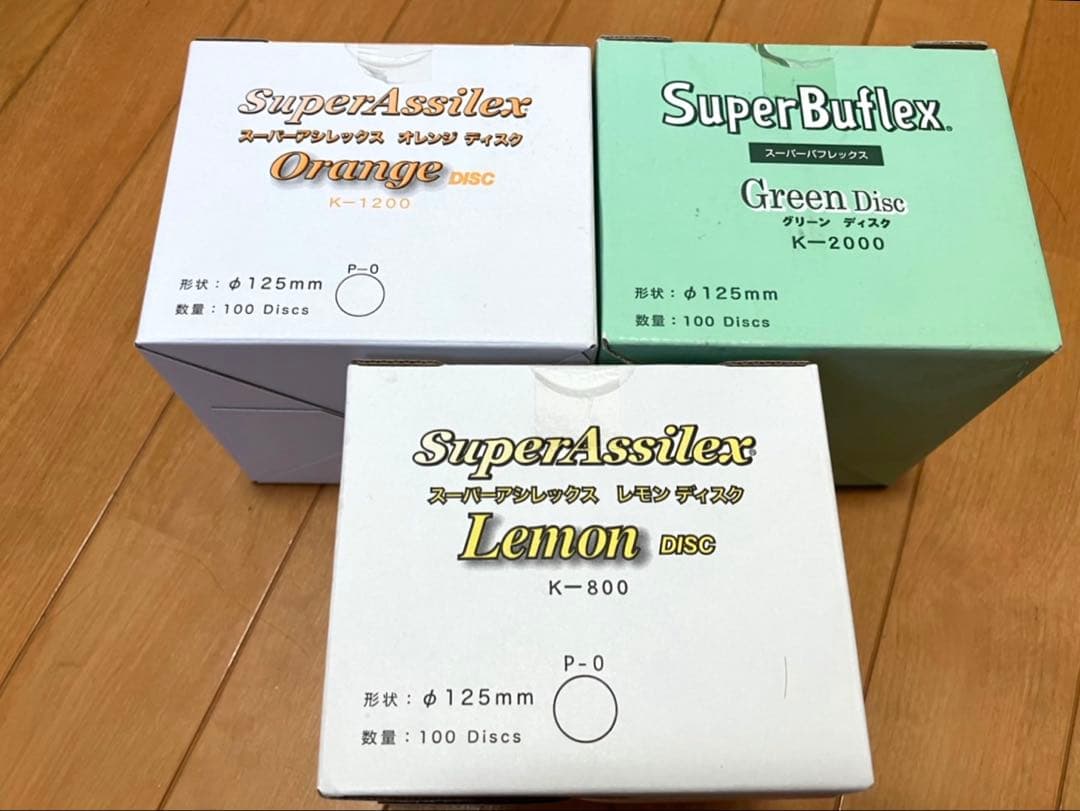 SuperAssilex
スーパーアシレックス オレンジ ディスク
Orange DISC
K-1200
P-0
形状：φ125mm
数量：100 Discs
SuperBuflex®
スーパーバフレックス
Green Disc
グリーン ディスク
K-2000
形状：φ125mm
数量：100 Discs
SuperAssilex®
スーパーアシレックス レモン ディスク
Lemon DISC
K-800
P-0
形状：φ125mm
数量：100 Discs